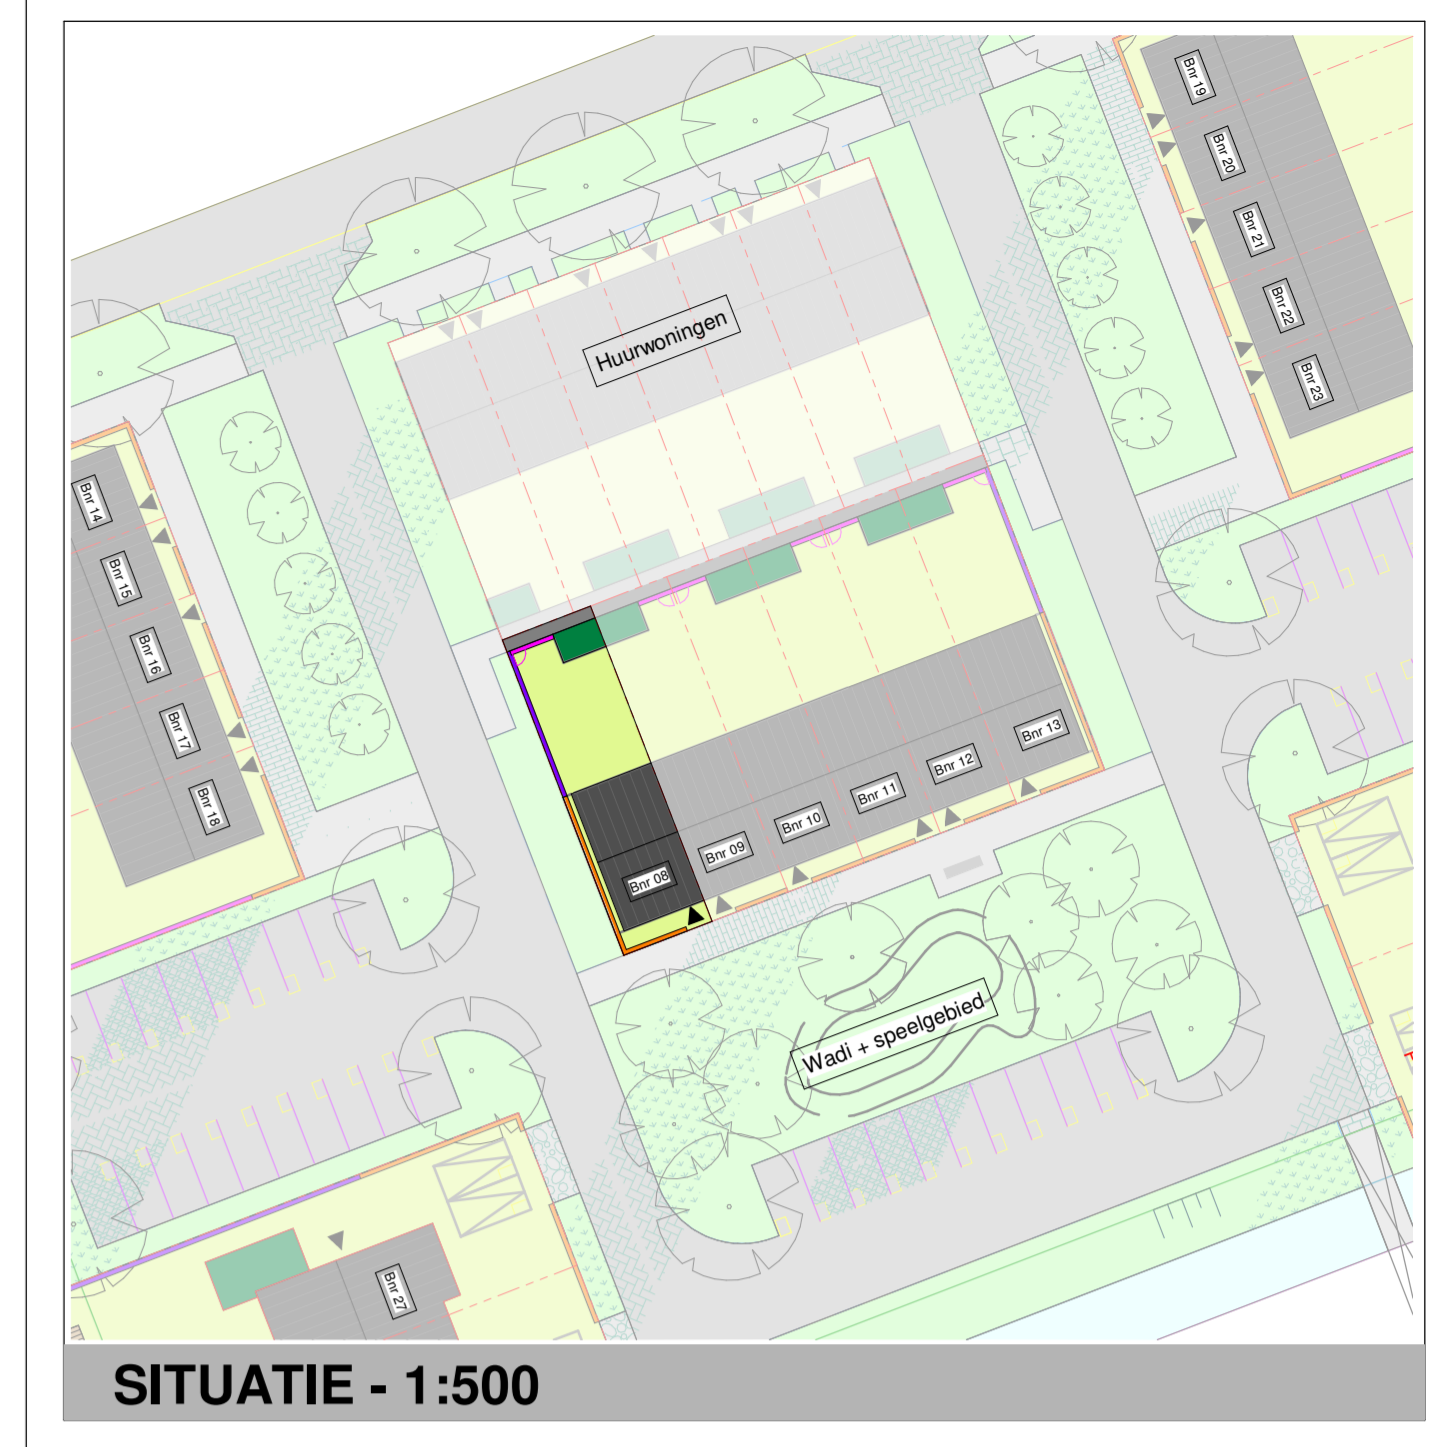 Bnr 19
Bnr 20
Bnr 21
Bnr 22
Bnr 23
Huurwoningen
Bnr 14
Bnr 15
Bnr 16
Bnr 17
Bnr 18
Bnr 13
Bnr 12
Bnr 11
Bnr 10
Bnr 09
Bnr 08
Wadi + speelgebied
Bnr 27
SITUATIE - 1:500